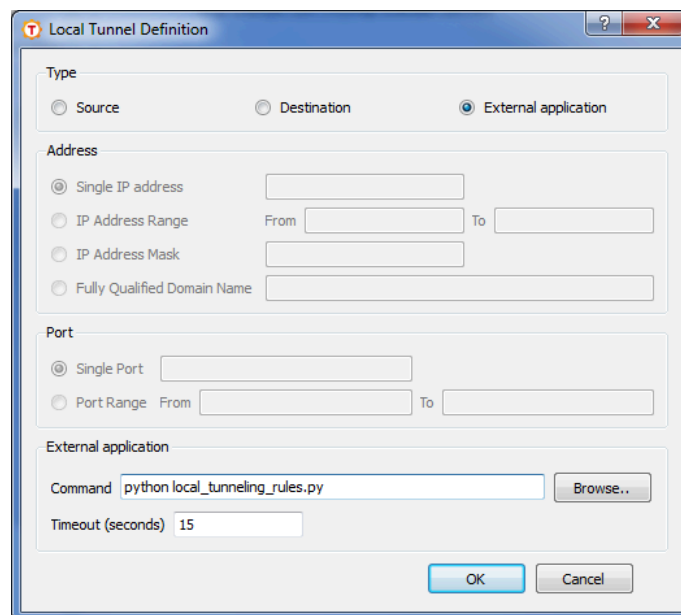 Local Tunnel Definition
Type
Source Destination External application
Address
Single IP address
IP Address Range From To
IP Address Mask
Fully Qualified Domain Name
Port
Single Port
Port Range From To
External application
Command python local_tunneling_rules.py Browse..
Timeout (seconds) 15
OK Cancel